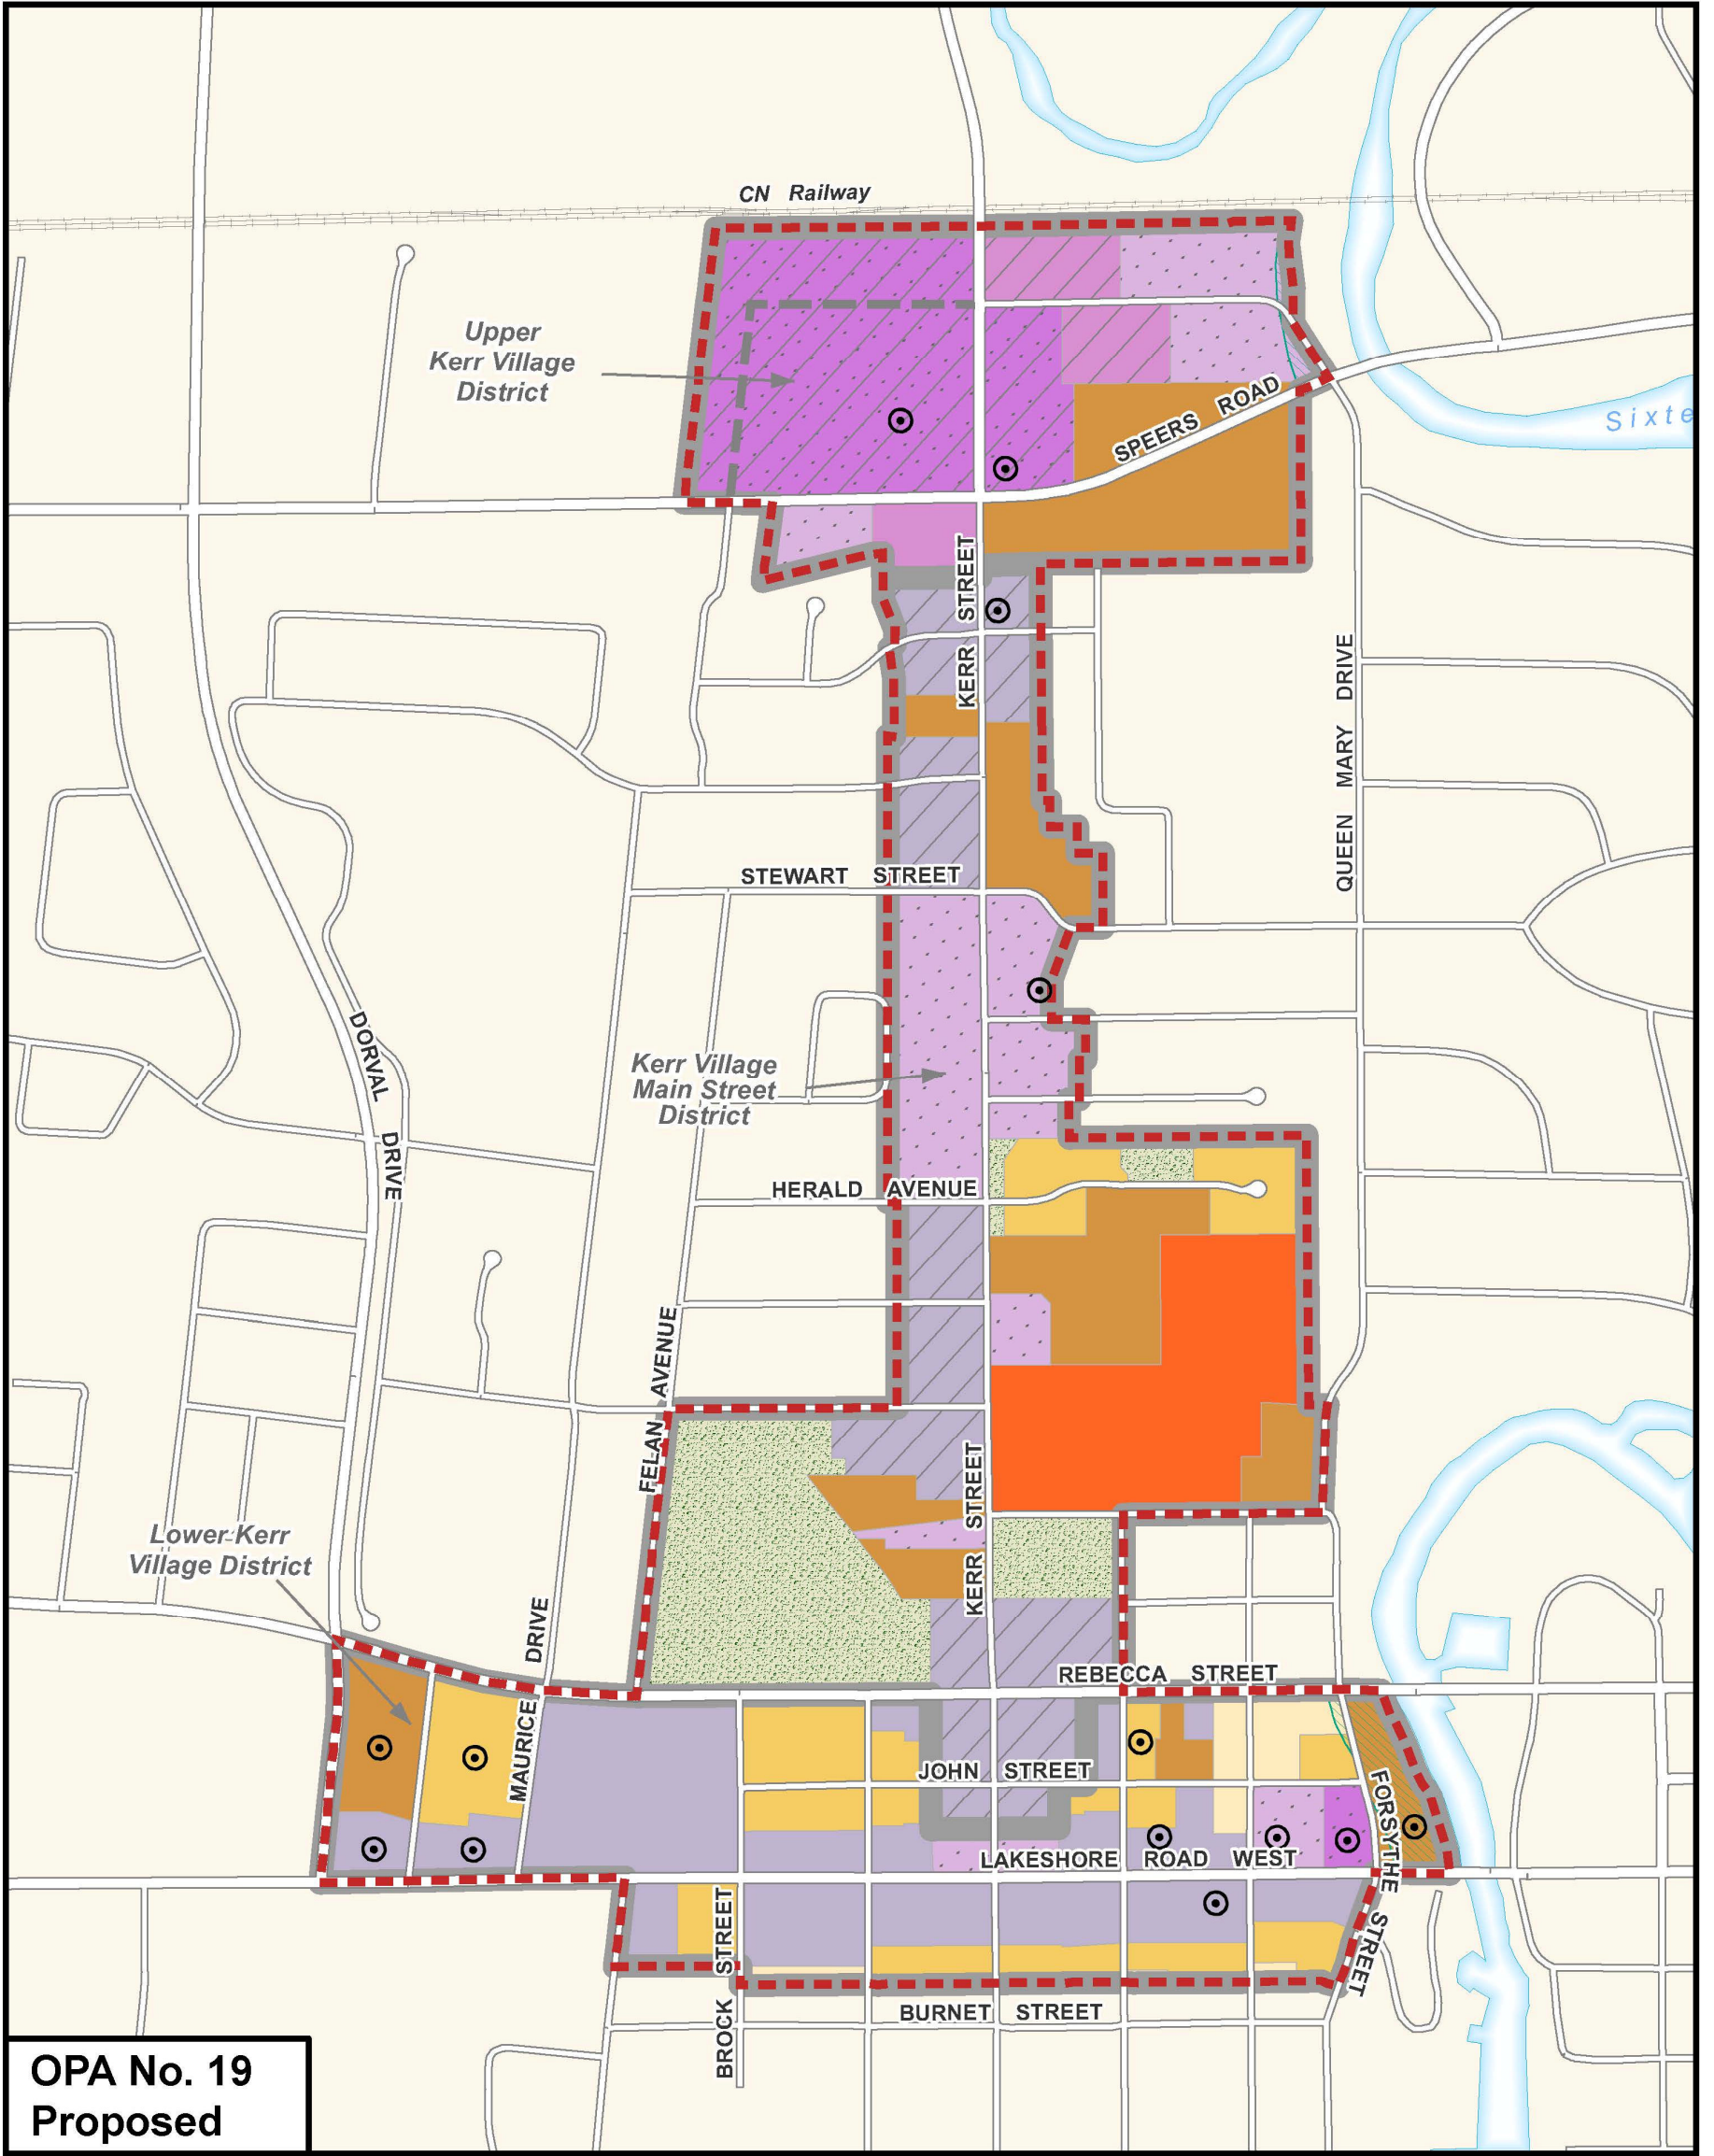 CN Railway
Upper
Kerr Village
District
SPEERS ROAD
Sixte
KERR STREET
QUEEN MARY DRIVE
STEWART STREET
DORVAL DRIVE
Kerr Village
Main Street
District
HERALD AVENUE
FELAN AVENUE
KERR STREET
Lower Kerr
Village District
MAURICE DRIVE
REBECCA STREET
JOHN STREET
FORSYTHE STREET
LAKESHORE ROAD WEST
BROCK STREET
BURNET STREET
OPA No. 19
Proposed